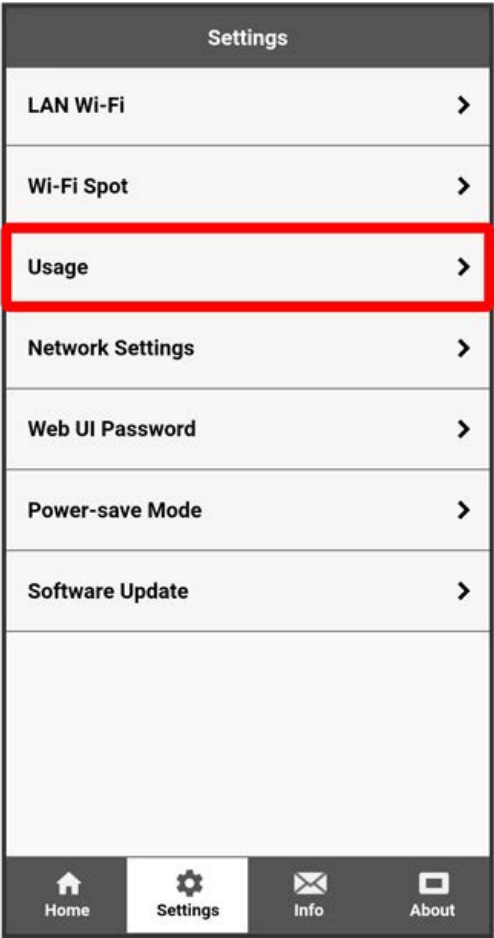 Settings
LAN Wi-Fi
Wi-Fi Spot
Usage
Network Settings
Web UI Password
Power-save Mode
Software Update
Home
Settings
Info
About